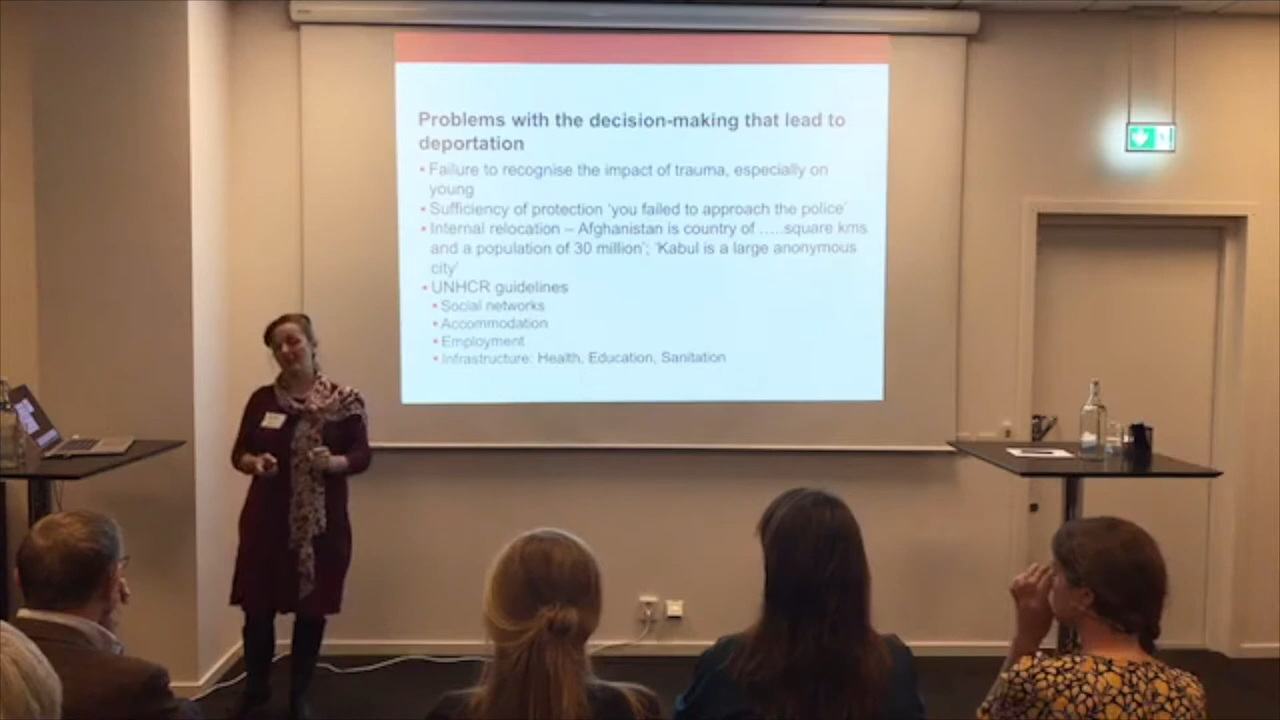 Problems with the decision-making that lead to
deportation
• Failure to recognise the impact of trauma, especially on
young
• Sufficiency of protection ‘you failed to approach the police’
• Internal relocation – Afghanistan is country of …..square kms
and a population of 30 million’; ‘Kabul is a large anonymous
city’
• UNHCR guidelines
• Social networks
• Accommodation
• Employment
• Infrastructure: Health, Education, Sanitation